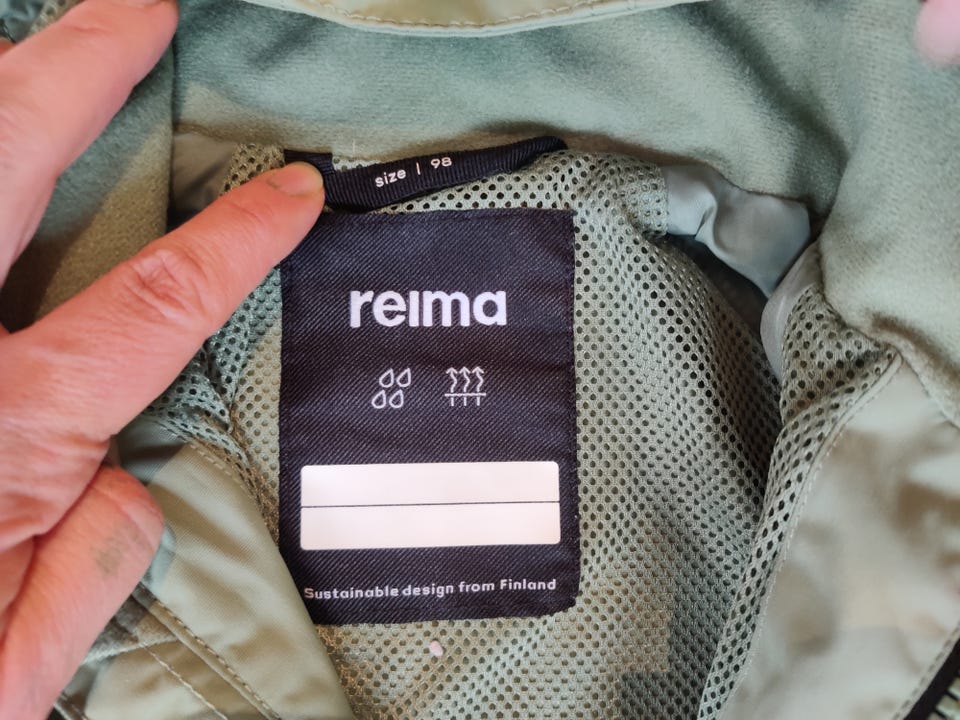 size | 98
reima
Sustainable design from Finland